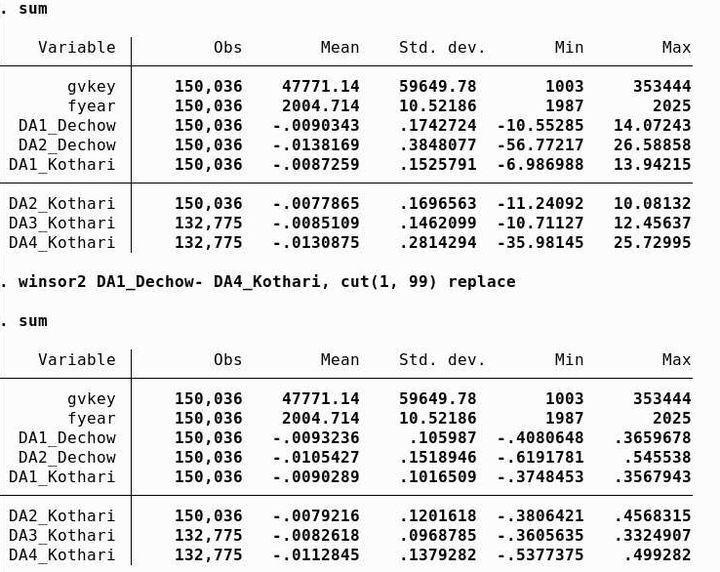 . sum
Variable | Obs Mean Std. dev. Min Max
gvkey | 150,036 47771.14 59649.78 1003 353444
fyear | 150,036 2004.714 10.52186 1987 2025
DA1_Dechow | 150,036 -.0090343 .1742724 -10.55285 14.07243
DA2_Dechow | 150,036 -.0138169 .3848077 -56.77217 26.58858
DA1_Kothari | 150,036 -.0087259 .1525791 -6.986988 13.94215
DA2_Kothari | 150,036 -.0077865 .1696563 -11.24092 10.08132
DA3_Kothari | 132,775 -.0085109 .1462099 -10.71127 12.45637
DA4_Kothari | 132,775 -.0130875 .2814294 -35.98145 25.72995
. winsor2 DA1_Dechow- DA4_Kothari, cut(1, 99) replace
. sum
Variable | Obs Mean Std. dev. Min Max
gvkey | 150,036 47771.14 59649.78 1003 353444
fyear | 150,036 2004.714 10.52186 1987 2025
DA1_Dechow | 150,036 -.0093236 .105987 -.4080648 .3659678
DA2_Dechow | 150,036 -.0105427 .1518946 -.6191781 .545538
DA1_Kothari | 150,036 -.0090289 .1016509 -.3748453 .3567943
DA2_Kothari | 150,036 -.0079216 .1201618 -.3806421 .4568315
DA3_Kothari | 132,775 -.0082618 .0968785 -.3605635 .3324907
DA4_Kothari | 132,775 -.0112845 .1379282 -.5377375 .499282